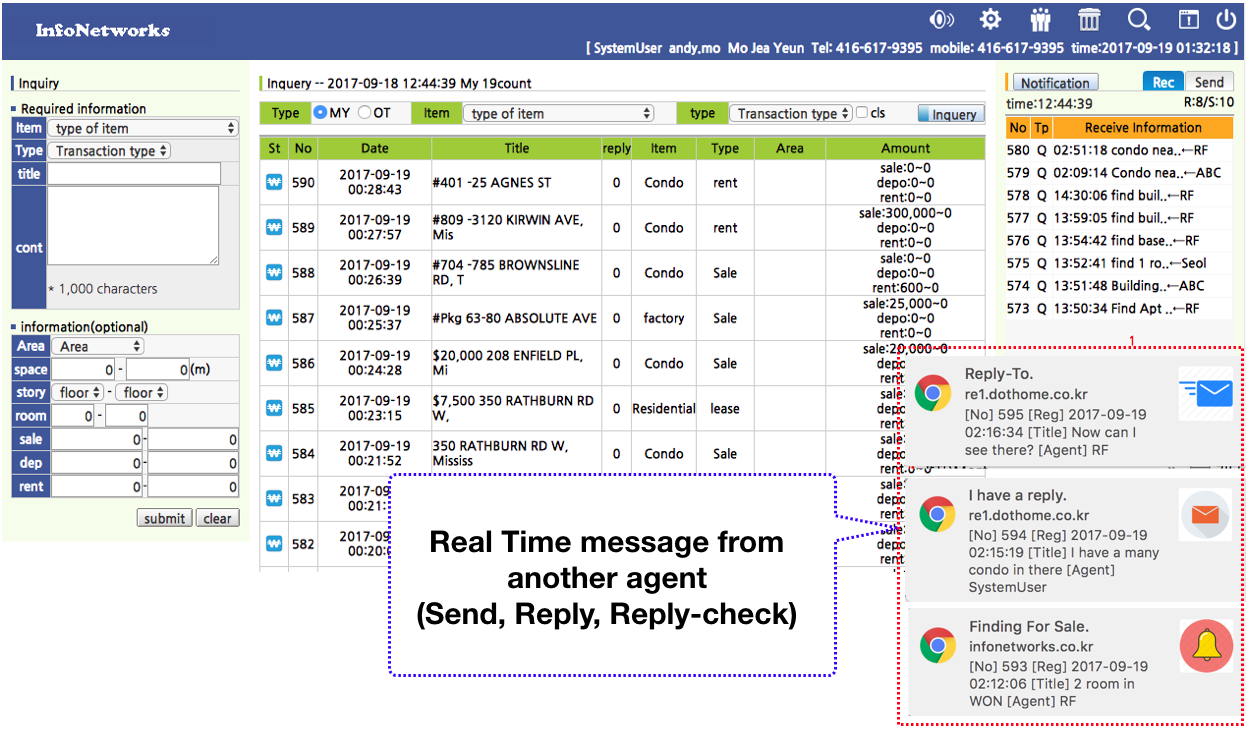 InfoNetworks
[ SystemUser andy.mo Mo Jea Yeun Tel: 416-617-9395 mobile: 416-617-9395 time:2017-09-19 01:32:18 ]
Inquiry
Required information
Item type of item
Type Transaction type
title
cont
* 1,000 characters
information(optional)
Area Area
space 0 - 0 (m)
story floor - floor
room 0 - 0
sale 0 - 0
dep 0 - 0
rent 0 - 0
submit clear
Inquery -- 2017-09-18 12:44:39 My 19count
Type MY OT Item type of item type Transaction type cls Inquery
St No Date Title reply Item Type Area Amount
590 2017-09-19 00:28:43 #401 -25 AGNES ST 0 Condo rent sale:0~0
depo:0~0
rent:0~0
589 2017-09-19 00:27:57 #809 -3120 KIRWIN AVE, Mis 0 Condo rent sale:300,000~0
depo:0~0
rent:0~0
588 2017-09-19 00:26:39 #704 -785 BROWNSLINE RD, T 0 Condo Sale sale:0~0
depo:0~0
rent:600~0
587 2017-09-19 00:25:37 #Pkg 63-80 ABSOLUTE AVE 0 factory Sale sale:25,000~0
depo:0~0
rent:0~0
586 2017-09-19 00:24:28 $20,000 208 ENFIELD PL, Mi 0 Condo Sale sale:20,000~0
585 2017-09-19 00:23:15 $7,500 350 RATHBURN RD W, 0 Residential lease sale:
584 2017-09-19 00:21:52 350 RATHBURN RD W, Mississ 0 Condo Sale
583
582
Notification Rec Send
time:12:44:39 R:8/S:10
No Tp Receive Information
580 Q 02:51:18 condo nea..←RF
579 Q 02:09:14 Condo nea..←ABC
578 Q 14:30:06 find buil..←RF
577 Q 13:59:05 find buil..←RF
576 Q 13:54:42 find base..←RF
575 Q 13:52:41 find 1 ro..←Seol
574 Q 13:51:48 Building..←ABC
573 Q 13:50:34 Find Apt ..←RF
1
Reply-To.
re1.dothome.co.kr
[No] 595 [Reg] 2017-09-19
02:16:34 [Title] Now can I
see there? [Agent] RF
I have a reply.
re1.dothome.co.kr
[No] 594 [Reg] 2017-09-19
02:15:19 [Title] I have a many
condo in there [Agent]
SystemUser
Finding For Sale.
infonetworks.co.kr
[No] 593 [Reg] 2017-09-19
02:12:06 [Title] 2 room in
WON [Agent] RF
Real Time message from
another agent
(Send, Reply, Reply-check)